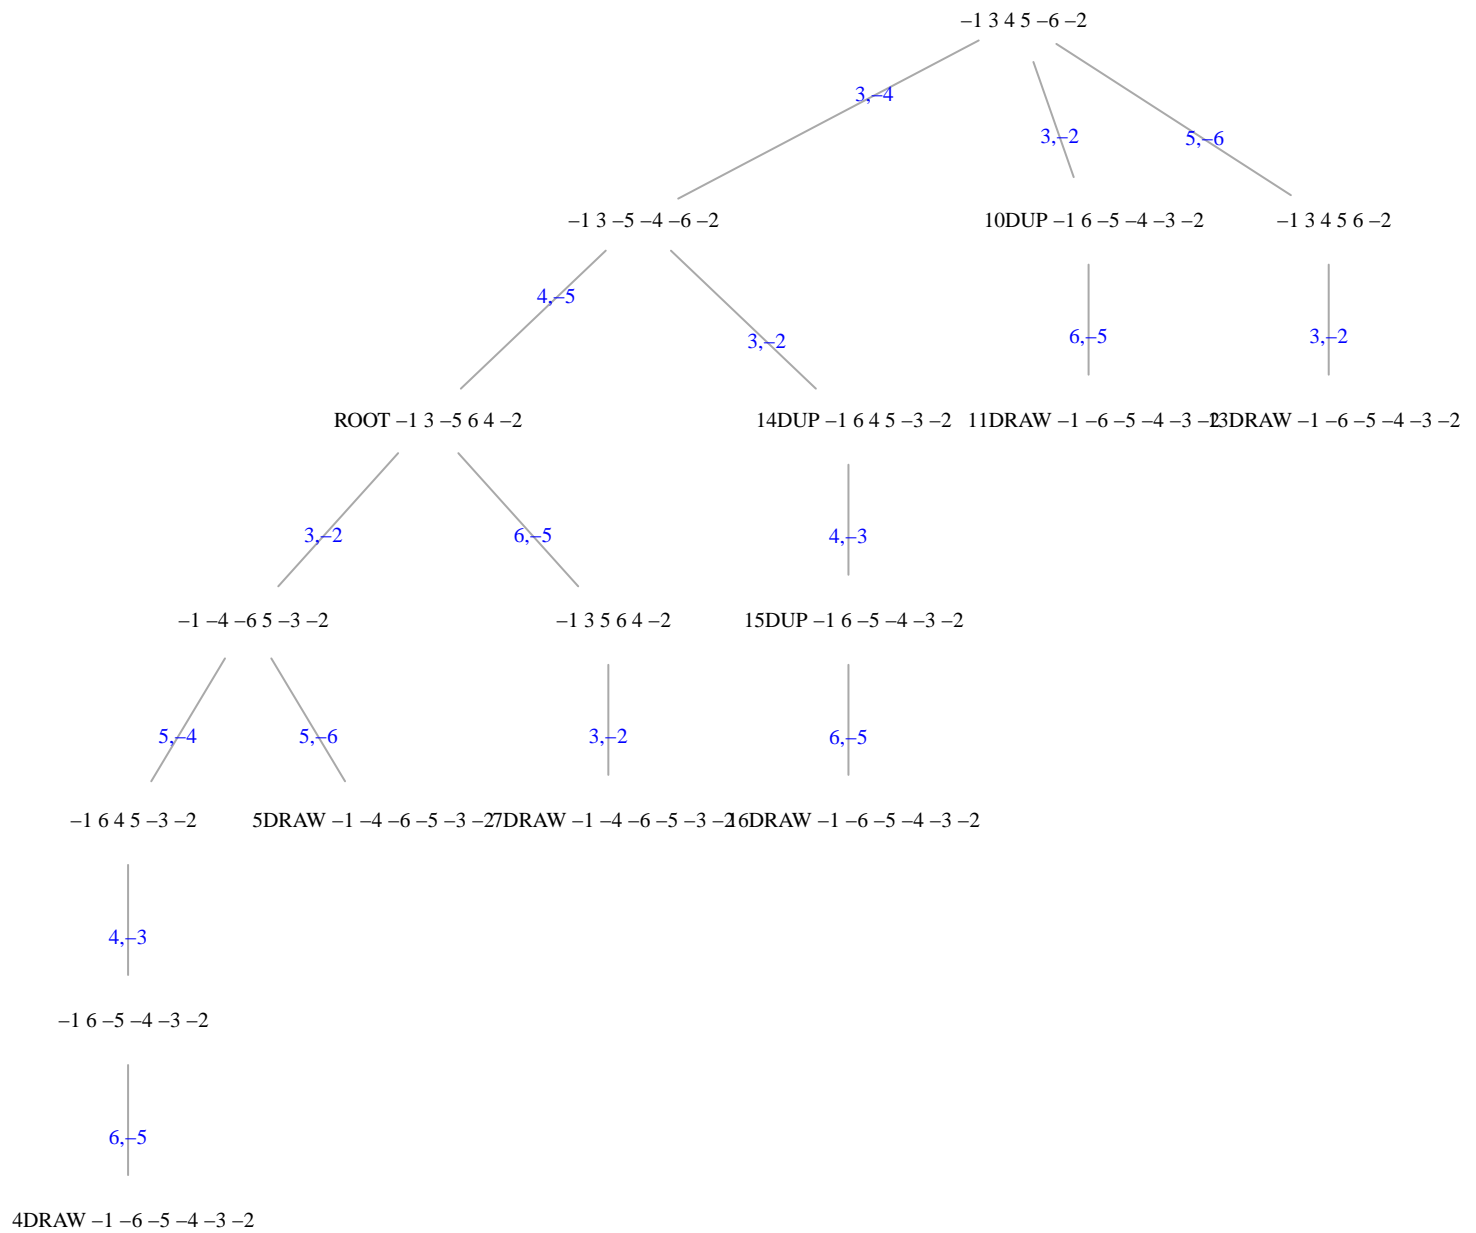 –1 3 4 5 –6 –2
3,–4
3,–2
5,–6
–1 3 –5 –4 –6 –2
10DUP –1 6 –5 –4 –3 –2
–1 3 4 5 6 –2
4,–5
3,–2
6,–5
3,–2
ROOT –1 3 –5 6 4 –2
14DUP –1 6 4 5 –3 –2
11DRAW –1 –6 –5 –4 –3 –2
13DRAW –1 –6 –5 –4 –3 –2
3,–2
6,–5
4,–3
–1 –4 –6 5 –3 –2
–1 3 5 6 4 –2
15DUP –1 6 –5 –4 –3 –2
5,–4
5,–6
3,–2
6,–5
–1 6 4 5 –3 –2
5DRAW –1 –4 –6 –5 –3 –2
7DRAW –1 –4 –6 –5 –3 –2
16DRAW –1 –6 –5 –4 –3 –2
4,–3
–1 6 –5 –4 –3 –2
6,–5
4DRAW –1 –6 –5 –4 –3 –2